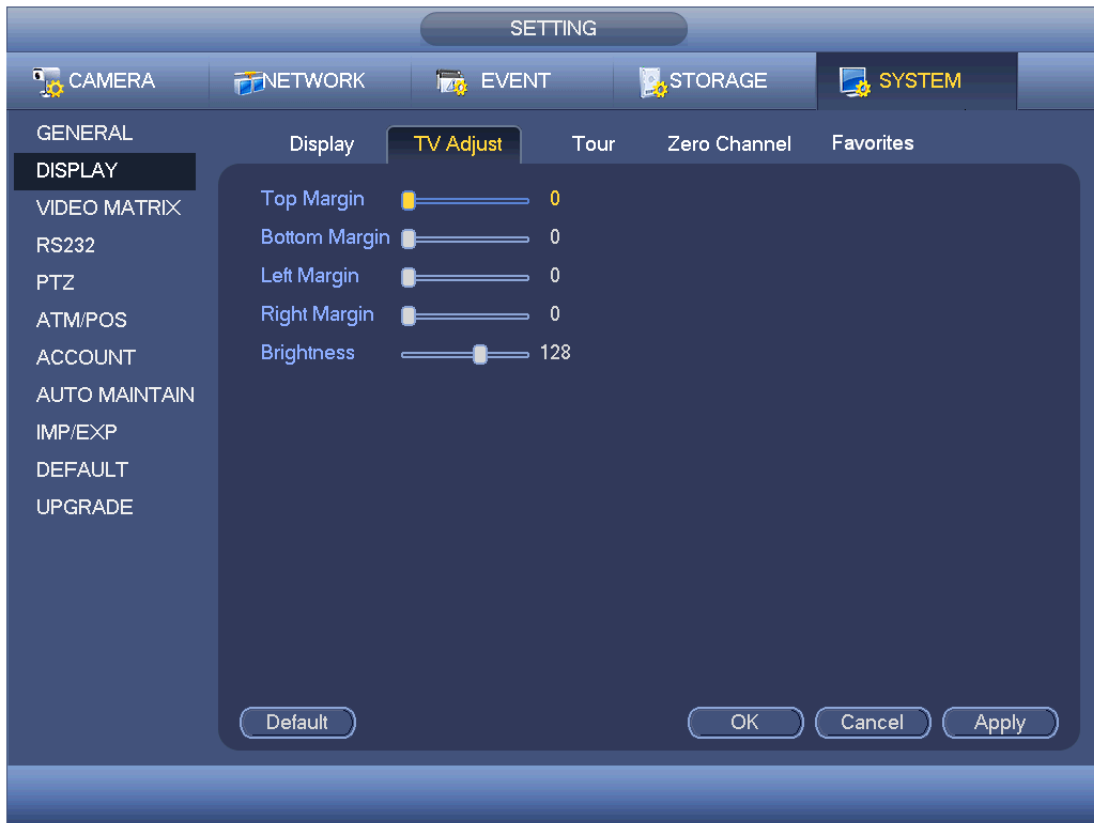 SETTING
CAMERA NETWORK EVENT STORAGE SYSTEM
GENERAL
DISPLAY
VIDEO MATRIX
RS232
PTZ
ATM/POS
ACCOUNT
AUTO MAINTAIN
IMP/EXP
DEFAULT
UPGRADE
Display TV Adjust Tour Zero Channel Favorites
Top Margin 0
Bottom Margin 0
Left Margin 0
Right Margin 0
Brightness 128
Default OK Cancel Apply